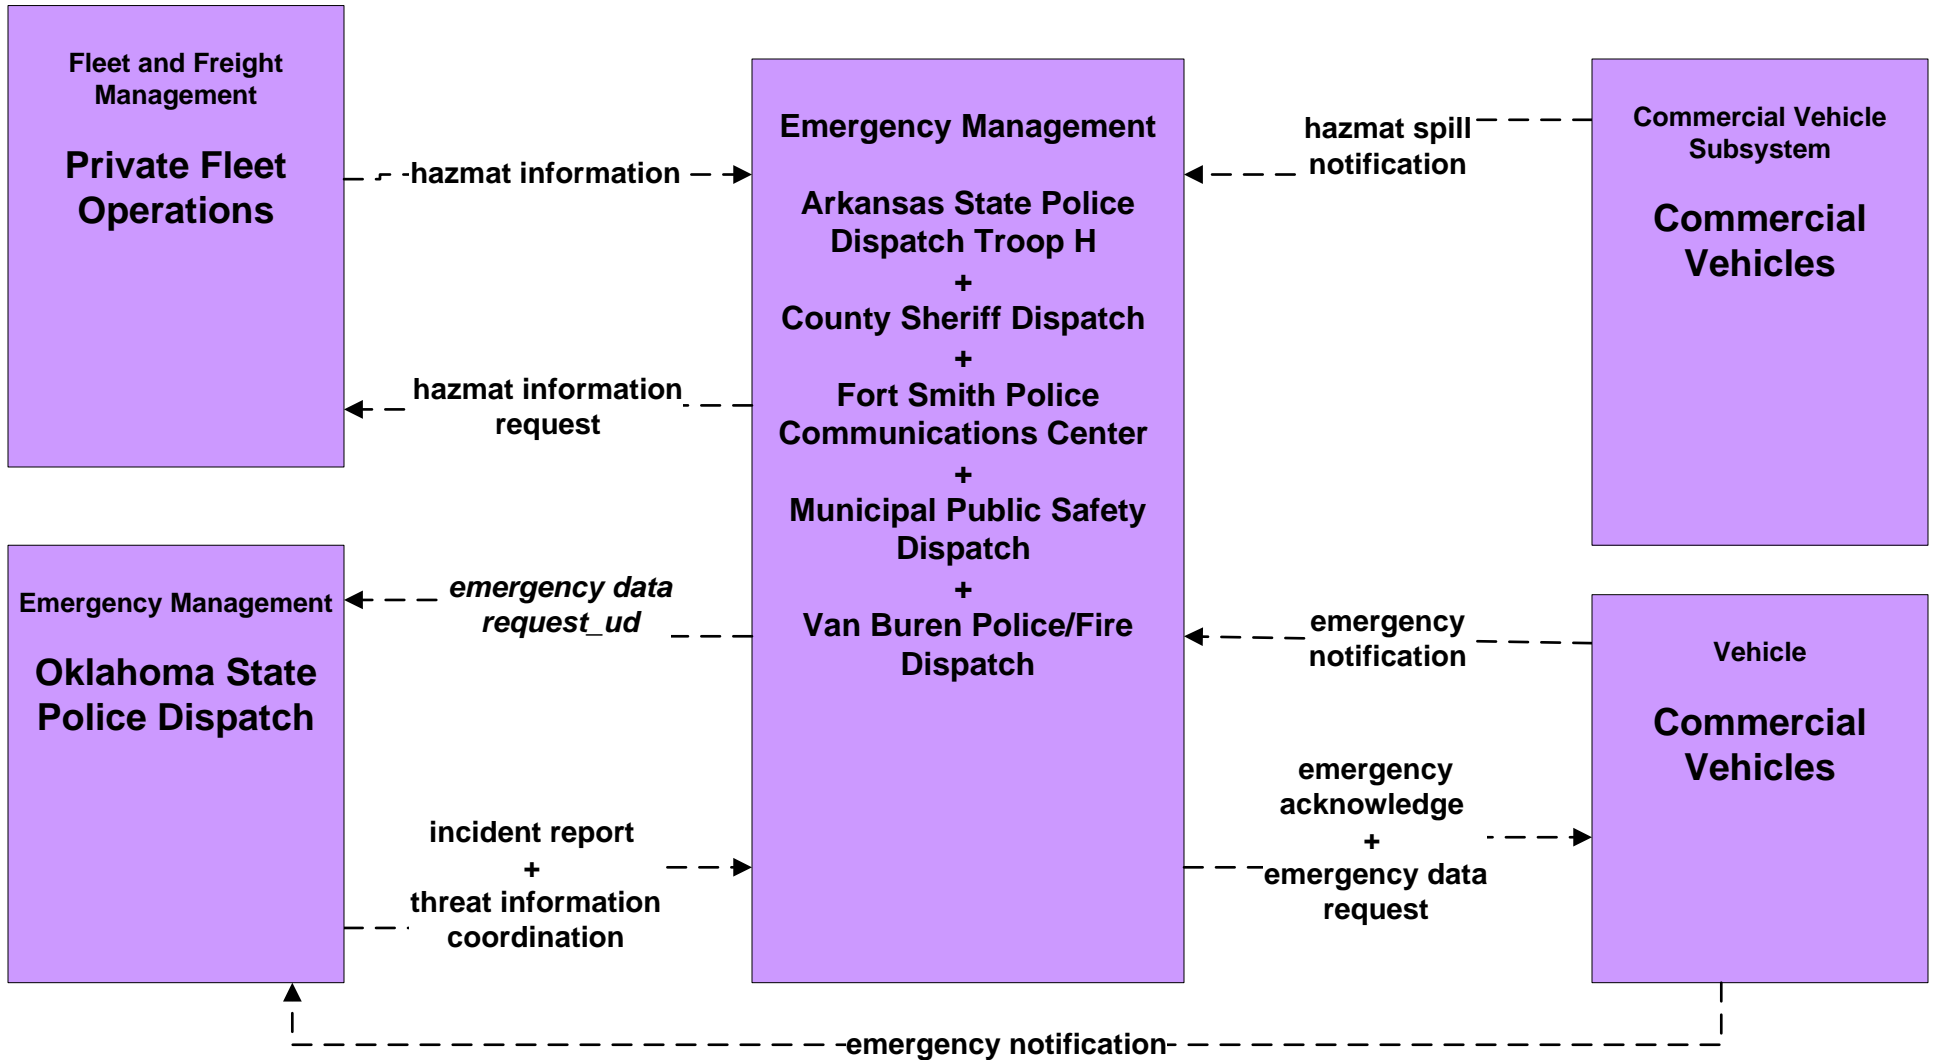 Fleet and Freight
Management
Private Fleet
Operations
hazmat information
hazmat information
request
Emergency Management
Oklahoma State
Police Dispatch
emergency data
request_ud
incident report
+
threat information
coordination
Emergency Management
Arkansas State Police
Dispatch Troop H
+
County Sheriff Dispatch
+
Fort Smith Police
Communications Center
+
Municipal Public Safety
Dispatch
+
Van Buren Police/Fire
Dispatch
hazmat spill
notification
Commercial Vehicle
Subsystem
Commercial
Vehicles
emergency
notification
emergency
acknowledge
+
emergency data
request
Vehicle
Commercial
Vehicles
emergency notification